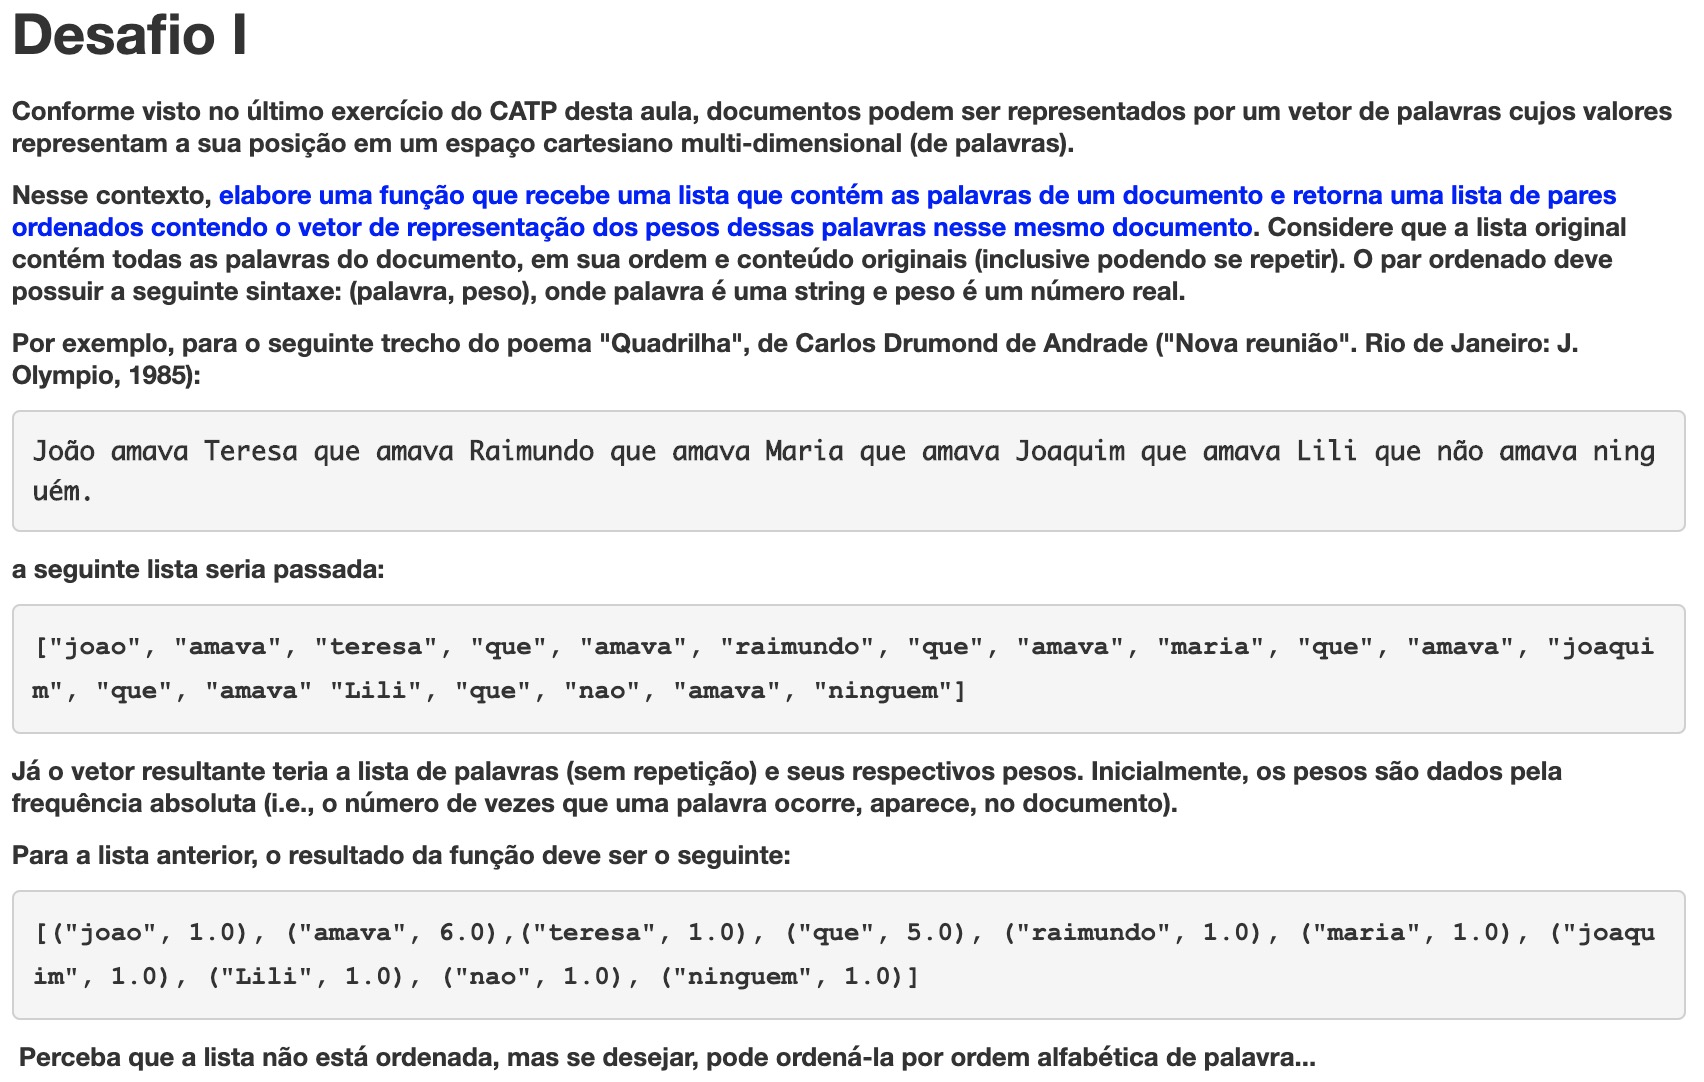 Desafio I
Conforme visto no último exercício do CATP desta aula, documentos podem ser representados por um vetor de palavras cujos valores
representam a sua posição em um espaço cartesiano multi-dimensional (de palavras).
Nesse contexto, elabore uma função que recebe uma lista que contém as palavras de um documento e retorna uma lista de pares
ordenados contendo o vetor de representação dos pesos dessas palavras nesse mesmo documento. Considere que a lista original
contém todas as palavras do documento, em sua ordem e conteúdo originais (inclusive podendo se repetir). O par ordenado deve
possuir a seguinte sintaxe: (palavra, peso), onde palavra é uma string e peso é um número real.
Por exemplo, para o seguinte trecho do poema "Quadrilha", de Carlos Drumond de Andrade ("Nova reunião". Rio de Janeiro: J.
Olympio, 1985):
João amava Teresa que amava Raimundo que amava Maria que amava Joaquim que amava Lili que não amava ning
uém.
a seguinte lista seria passada:
["joao", "amava", "teresa", "que", "amava", "raimundo", "que", "amava", "maria", "que", "amava", "joaqui
m", "que", "amava" "Lili", "que", "nao", "amava", "ninguem"]
Já o vetor resultante teria a lista de palavras (sem repetição) e seus respectivos pesos. Inicialmente, os pesos são dados pela
frequência absoluta (i.e., o número de vezes que uma palavra ocorre, aparece, no documento).
Para a lista anterior, o resultado da função deve ser o seguinte:
[("joao", 1.0), ("amava", 6.0),("teresa", 1.0), ("que", 5.0), ("raimundo", 1.0), ("maria", 1.0), ("joaqu
im", 1.0), ("Lili", 1.0), ("nao", 1.0), ("ninguem", 1.0)]
Perceba que a lista não está ordenada, mas se desejar, pode ordená-la por ordem alfabética de palavra...